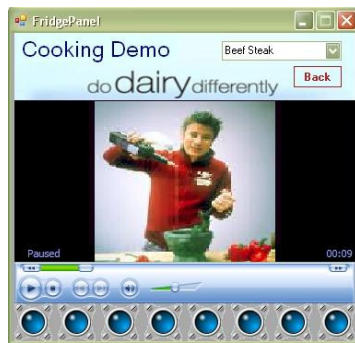 FridgePanel
Cooking Demo
Beef Steak
do dairy differently
Back
Paused
00:09